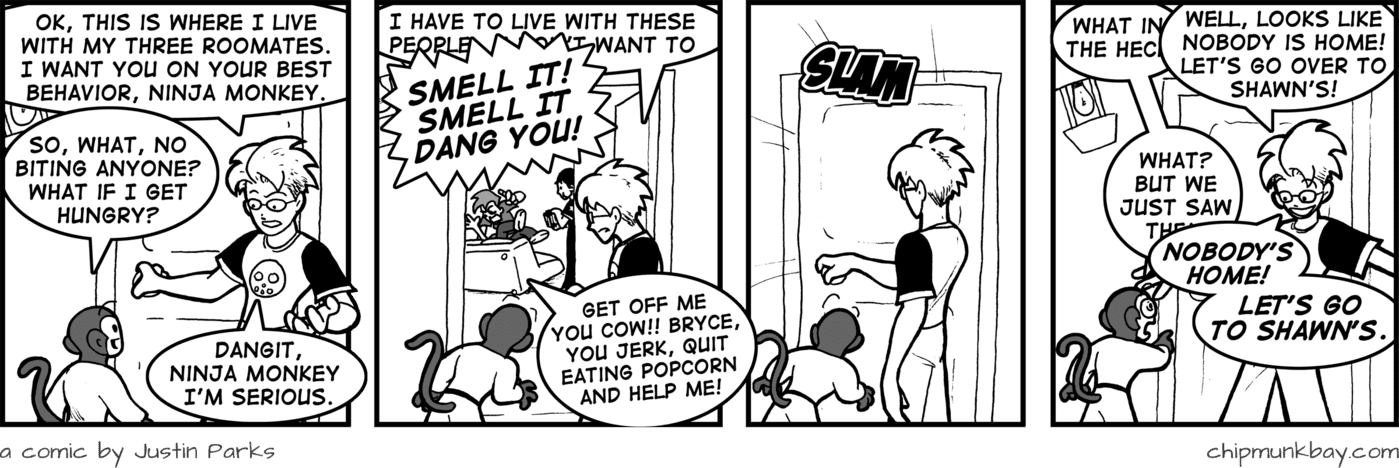 OK, THIS IS WHERE I LIVE
WITH MY THREE ROOMATES.
I WANT YOU ON YOUR BEST
BEHAVIOR, NINJA MONKEY.
SO, WHAT, NO
BITING ANYONE?
WHAT IF I GET
HUNGRY?
DANGIT,
NINJA MONKEY
I'M SERIOUS.
I HAVE TO LIVE WITH THESE
WANT TO
SMELL IT!
SMELL IT
DANG YOU!
GET OFF ME
YOU COW!! BRYCE,
YOU JERK, QUIT
EATING POPCORN
AND HELP ME!
SLAM
WHAT IN
THE
WELL, LOOKS LIKE
NOBODY IS HOME!
LET'S GO OVER TO
SHAWN'S!
WHAT?
BUT WE
JUST SAW
NOBODY'S
HOME!
LET'S GO
TO SHAWN'S.
a comic by Justin Parks
chipmunkbay.com